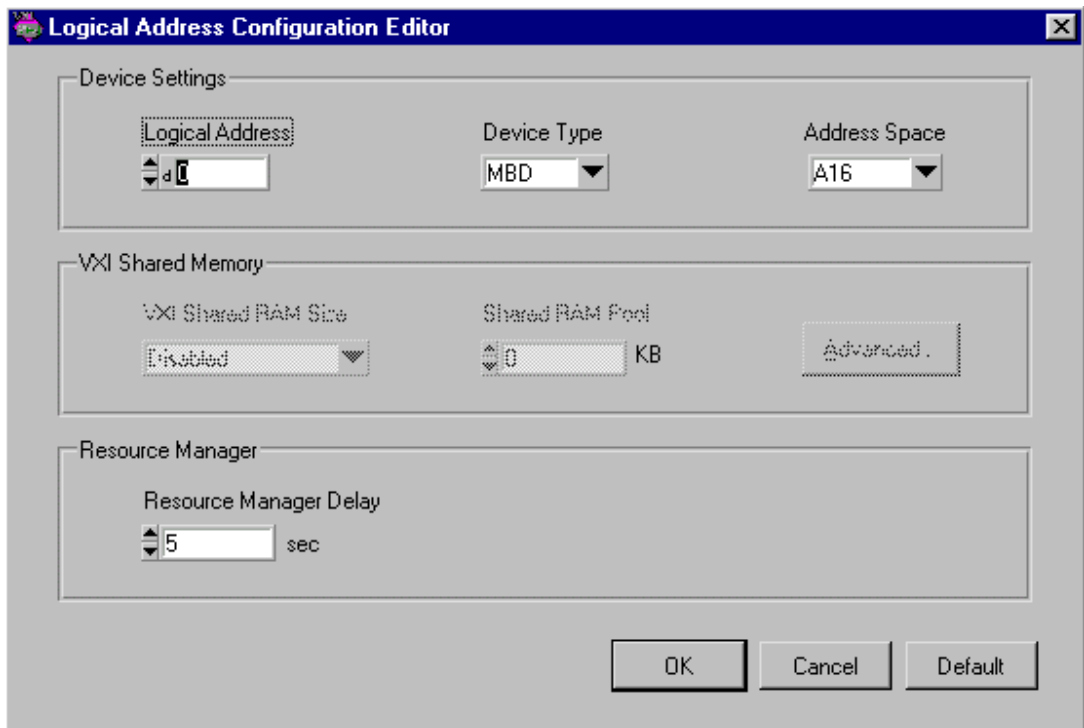 Logical Address Configuration Editor
Device Settings
Logical Address
Device Type
Address Space
d 0
MBD
A16
VXI Shared Memory
VXI Shared RAM Size
Shared RAM Pool
Disabled
0
KB
Advanced .
Resource Manager
Resource Manager Delay
5
sec
OK
Cancel
Default